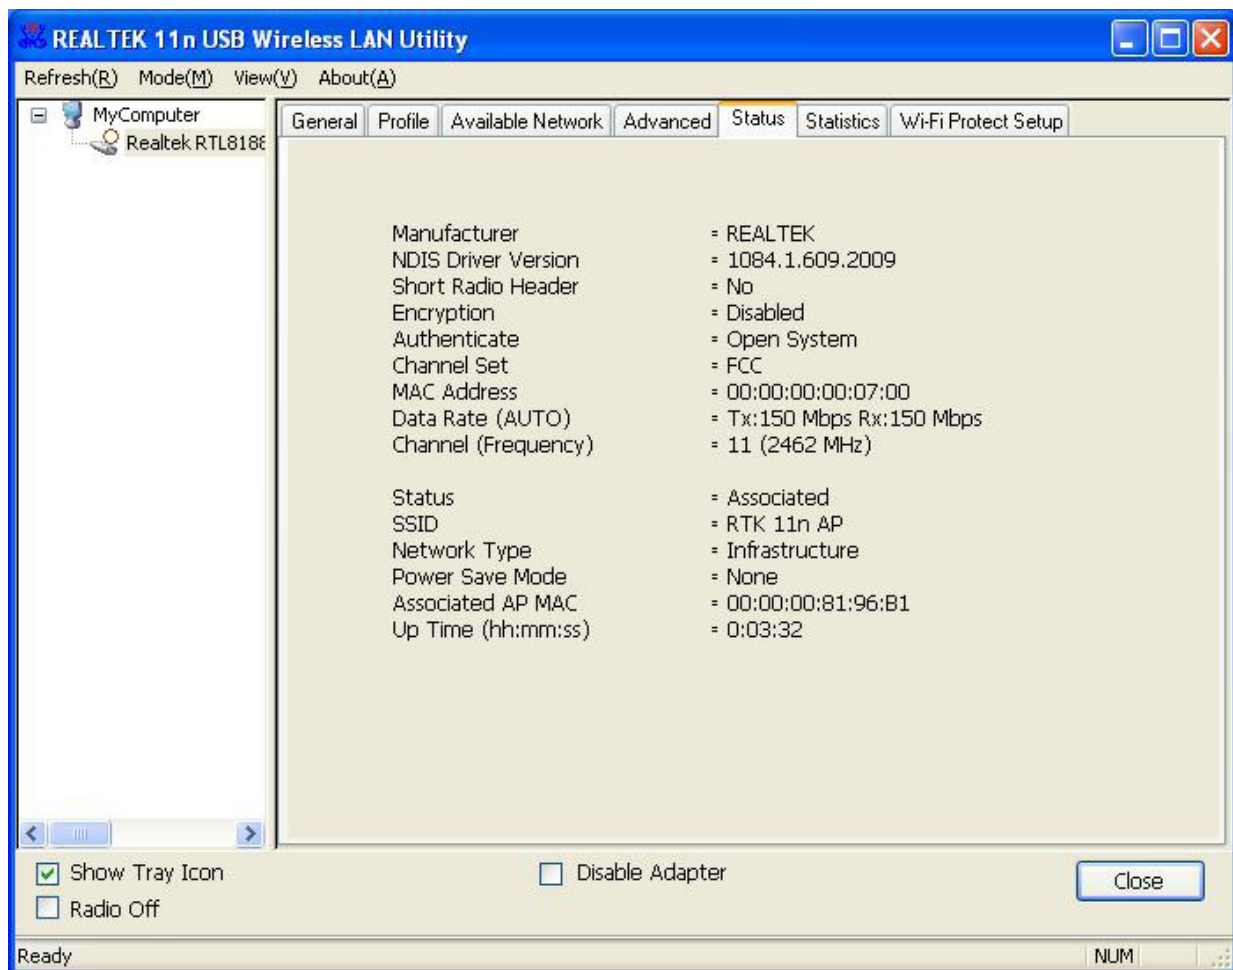 REALTEK 11n USB Wireless LAN Utility
Refresh(R) Mode(M) View(V) About(A)
MyComputer
Realtek RTL8188
General Profile Available Network Advanced Status Statistics Wi-Fi Protect Setup
Manufacturer = REALTEK
NDIS Driver Version = 1084.1.609.2009
Short Radio Header = No
Encryption = Disabled
Authenticate = Open System
Channel Set = FCC
MAC Address = 00:00:00:00:07:00
Data Rate (AUTO) = Tx:150 Mbps Rx:150 Mbps
Channel (Frequency) = 11 (2462 MHz)
Status = Associated
SSID = RTK 11n AP
Network Type = Infrastructure
Power Save Mode = None
Associated AP MAC = 00:00:00:81:96:B1
Up Time (hh:mm:ss) = 0:03:32
Show Tray Icon
Disable Adapter
Close
Radio Off
Ready NUM